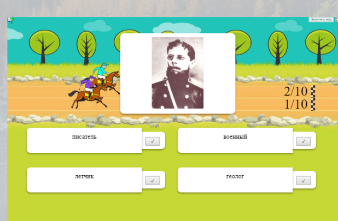 2/10
1/10
писатель
военный
летчик
геолог